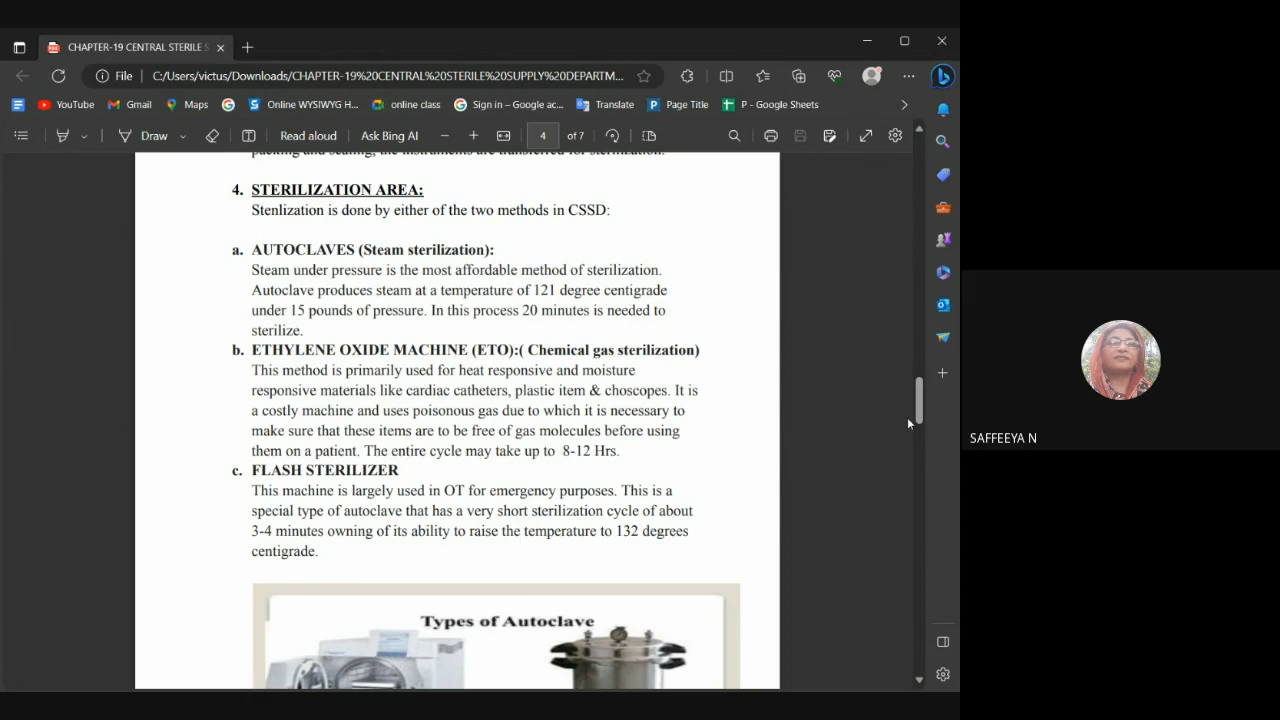 CHAPTER-19 CENTRAL STERILE S
File
C:/Users/victus/Downloads/CHAPTER-19%20CENTRAL%20STERILE%20SUPPLY%20DEPARTM...
YouTube
Gmail
Maps
Online WYSIWYG H...
online class
Sign in – Google ac...
Translate
Page Title
P - Google Sheets
Draw
Read aloud
Ask Bing AI
4
of 7
packing and sealing, the instruments are transferred for sterilization.
4. STERILIZATION AREA:
Stenlization is done by either of the two methods in CSSD:
a. AUTOCLAVES (Steam sterilization):
Steam under pressure is the most affordable method of sterilization.
Autoclave produces steam at a temperature of 121 degree centigrade
under 15 pounds of pressure. In this process 20 minutes is needed to
sterilize.
b. ETHYLENE OXIDE MACHINE (ETO):( Chemical gas sterilization)
This method is primarily used for heat responsive and moisture
responsive materials like cardiac catheters, plastic item & choscopes. It is
a costly machine and uses poisonous gas due to which it is necessary to
make sure that these items are to be free of gas molecules before using
them on a patient. The entire cycle may take up to 8-12 Hrs.
c. FLASH STERILIZER
This machine is largely used in OT for emergency purposes. This is a
special type of autoclave that has a very short sterilization cycle of about
3-4 minutes owning of its ability to raise the temperature to 132 degrees
centigrade.
Types of Autoclave
SAFFEEYA N